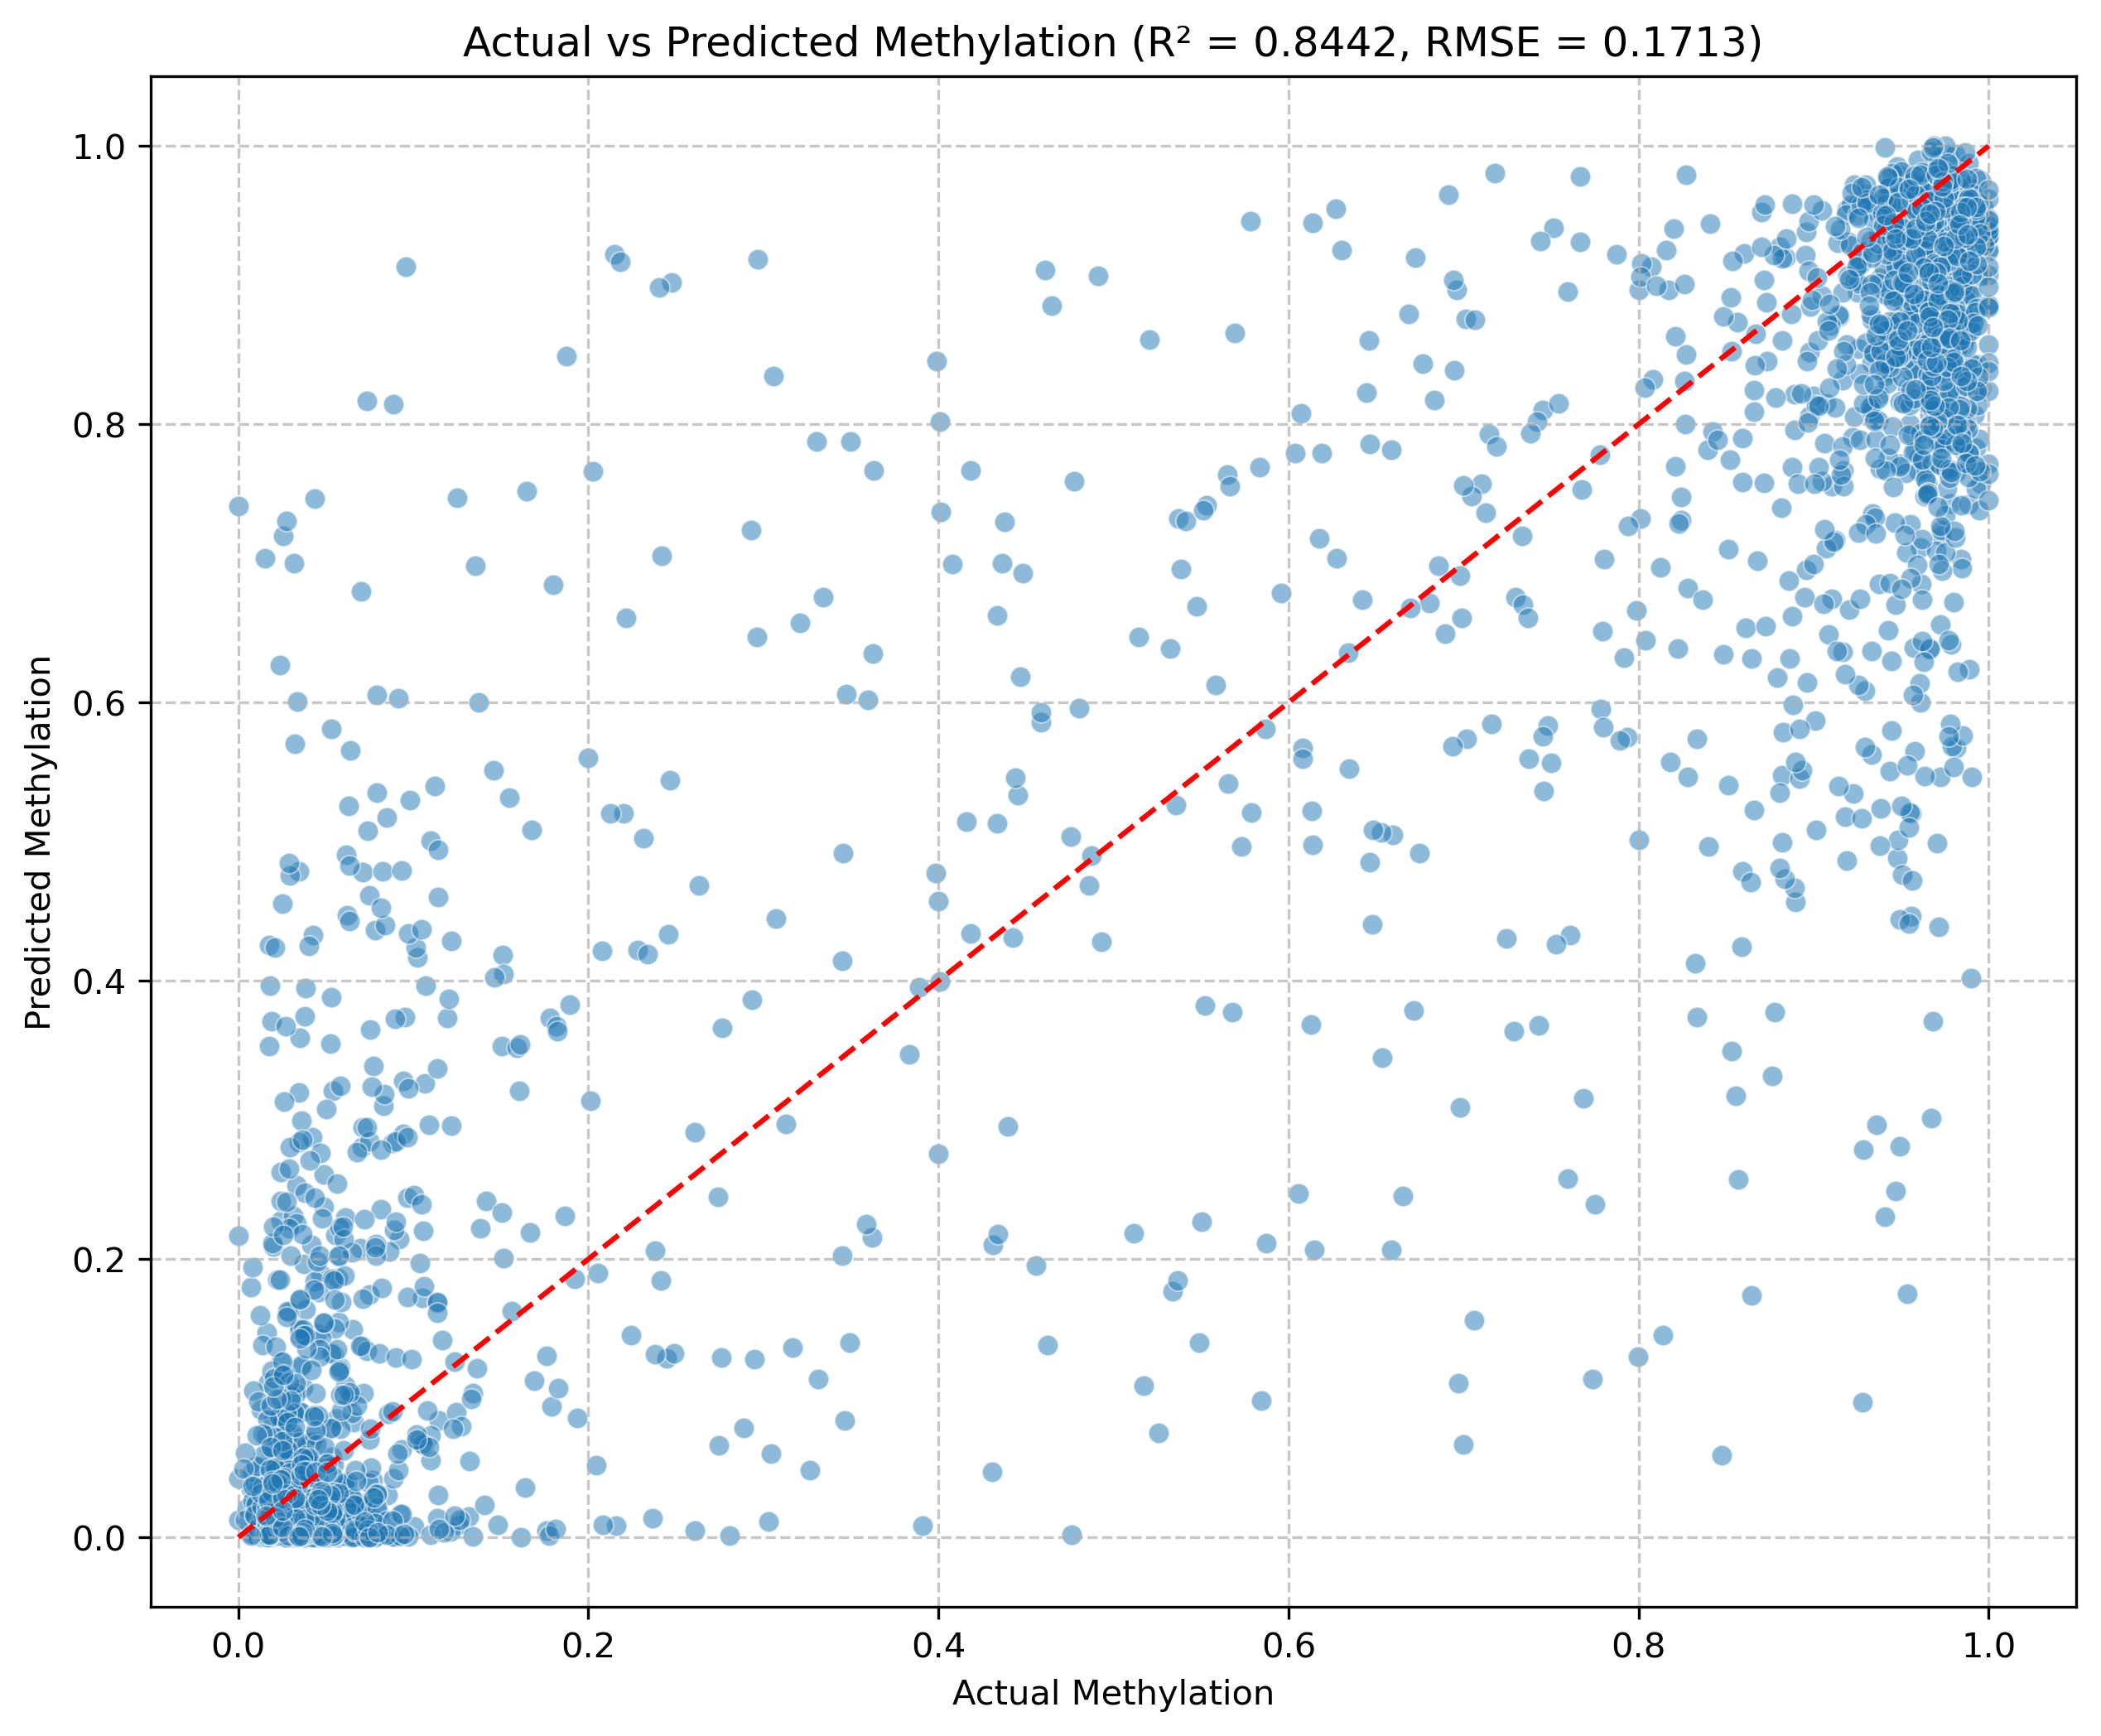 Actual vs Predicted Methylation (R² = 0.8442, RMSE = 0.1713)
Predicted Methylation
1.0
0.8
0.6
0.4
0.2
0.0
0.0 0.2 0.4 0.6 0.8 1.0
Actual Methylation